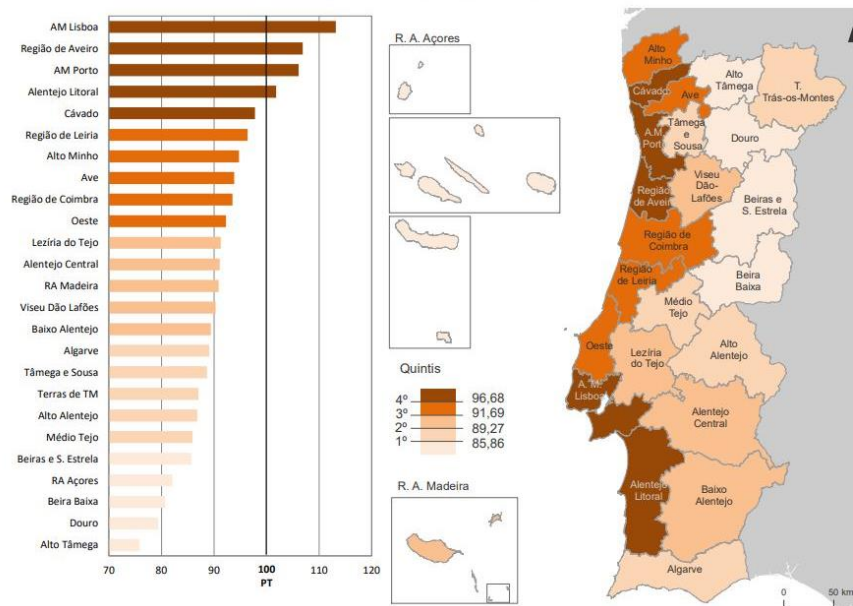 AM Lisboa
Região de Aveiro
AM Porto
Alentejo Litoral
Cávado
Região de Leiria
Alto Minho
Ave
Região de Coimbra
Oeste
Lezíria do Tejo
Alentejo Central
RA Madeira
Viseu Dão Lafões
Baixo Alentejo
Algarve
Tâmega e Sousa
Terras de TM
Alto Alentejo
Médio Tejo
Beiras e S. Estrela
RA Açores
Beira Baixa
Douro
Alto Tâmega
70 80 90 100 110 120
PT
R. A. Açores
Quintis
4º 96,68
3º 91,69
2º 89,27
1º 85,86
R. A. Madeira
Alto
Minho
Cávado
Ave
Alto
Tâmega
T.
Trás-os-Montes
A.M.
Port
Tâmega
e
Sousa
Douro
Região
de Aveir
Viseu
Dão-
Lafões
Beiras e
S. Estrela
Região de
Coimbra
Região
de Leiria
Beira
Baixa
Médio
Tejo
Oeste
Lezíria
do Tejo
Alto
Alentejo
A. M.
Lisboa
Alentejo
Central
Alentejo
Litoral
Baixo
Alentejo
Algarve
0 50 km